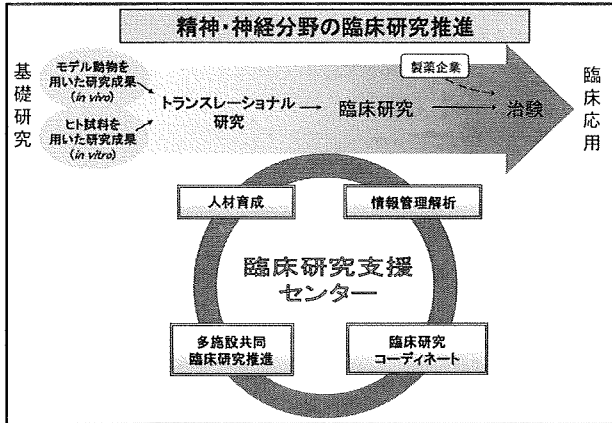 精神・神経分野の臨床研究推進
基礎研究
モデル動物を
用いた研究成果
(in vivo)
ヒト試料を
用いた研究成果
(in vitro)
トランスレーショナル
研究
臨床研究
製薬企業
治験
臨床応用
人材育成
情報管理解析
臨床研究支援
センター
多施設共同
臨床研究推進
臨床研究
コーディネート